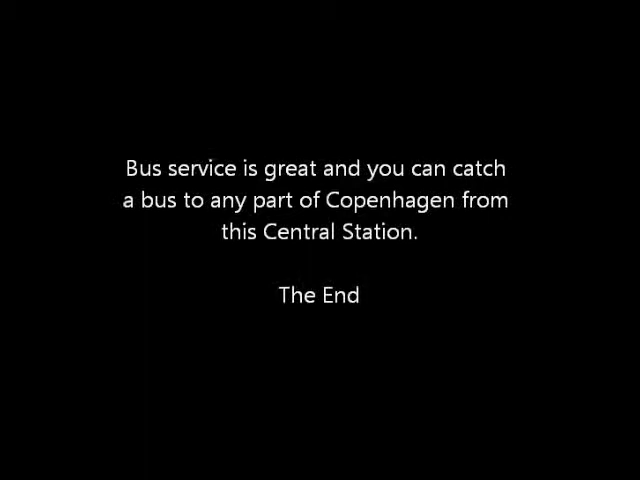 Bus service is great and you can catch
a bus to any part of Copenhagen from
this Central Station.
The End